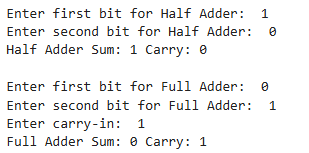 Enter first bit for Half Adder:  1
Enter second bit for Half Adder:  0
Half Adder Sum: 1 Carry: 0

Enter first bit for Full Adder:  0
Enter second bit for Full Adder:  1
Enter carry-in:  1
Full Adder Sum: 0 Carry: 1